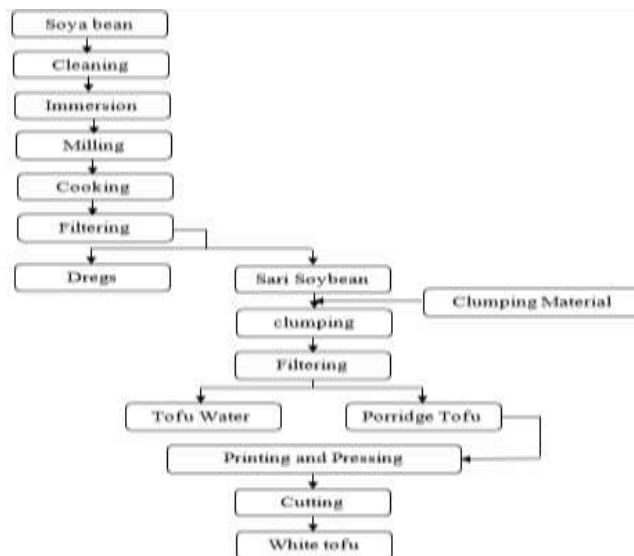 Soya bean
Cleaning
Immersion
Milling
Cooking
Filtering
Dregs
Sari Soybean
Clumping Material
clumping
Filtering
Tofu Water
Porridge Tofu
Printing and Pressing
Cutting
White tofu